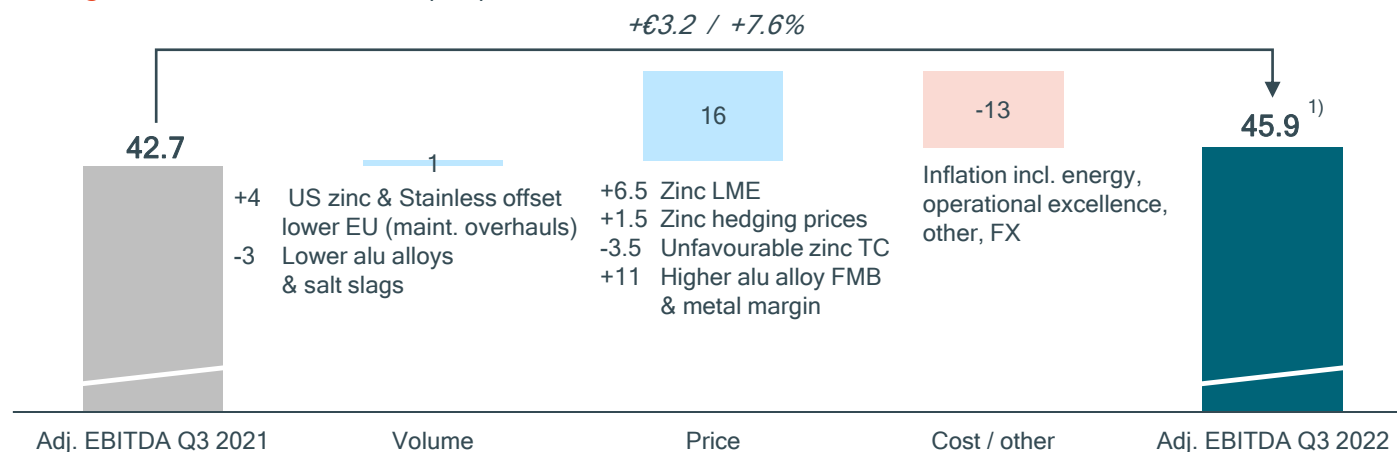 +€3.2 / +7.6%
42.7
1
16
-13
45.9 1)
+4 US zinc & Stainless offset
lower EU (maint. overhauls)
-3 Lower alu alloys
& salt slags
+6.5 Zinc LME
+1.5 Zinc hedging prices
-3.5 Unfavourable zinc TC
+11 Higher alu alloy FMB
& metal margin
Inflation incl. energy,
operational excellence,
other, FX
Adj. EBITDA Q3 2021
Volume
Price
Cost / other
Adj. EBITDA Q3 2022